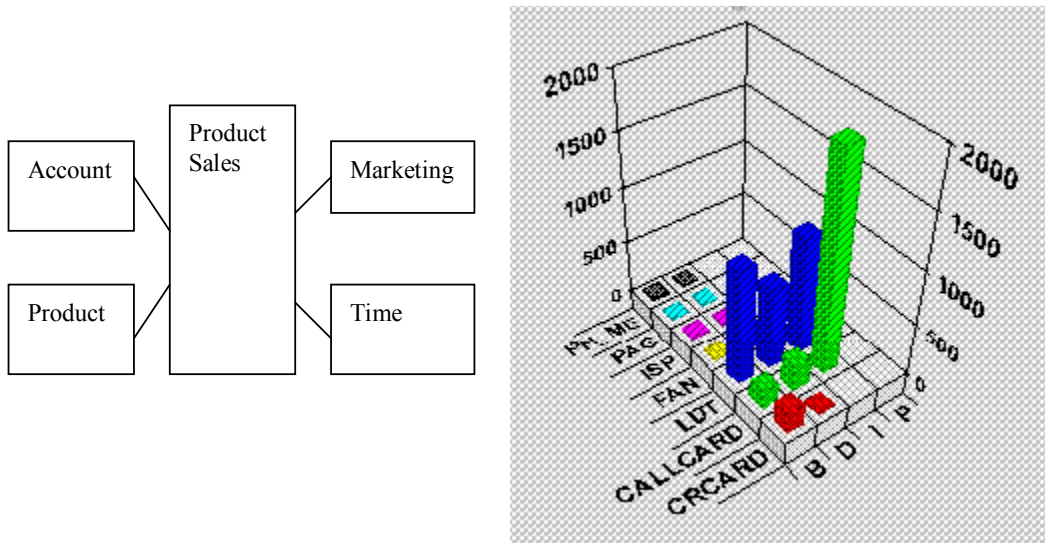 Account
Product
Sales
Marketing
Product
Time
2000
1500
1000
500
0
2000
1500
1000
500
0
PAG
ISP
FAN
LDT
CALLCARD
CRCARD
B
D
I
P